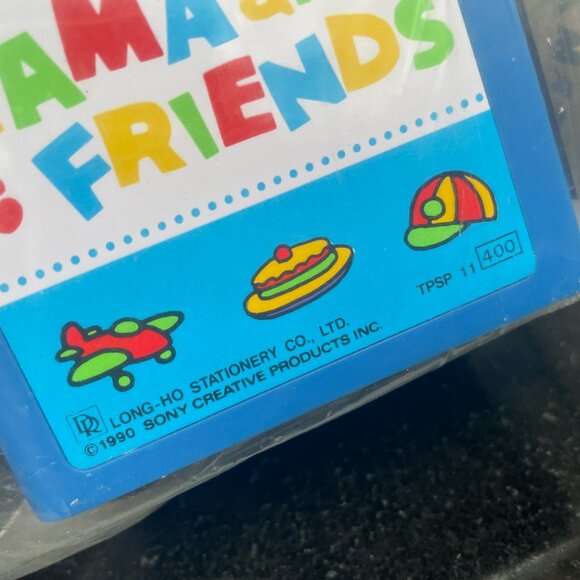 AMA
FRIENDS
TPSP 11 400
LONG-HO STATIONERY CO., LTD.
©1990 SONY CREATIVE PRODUCTS INC.